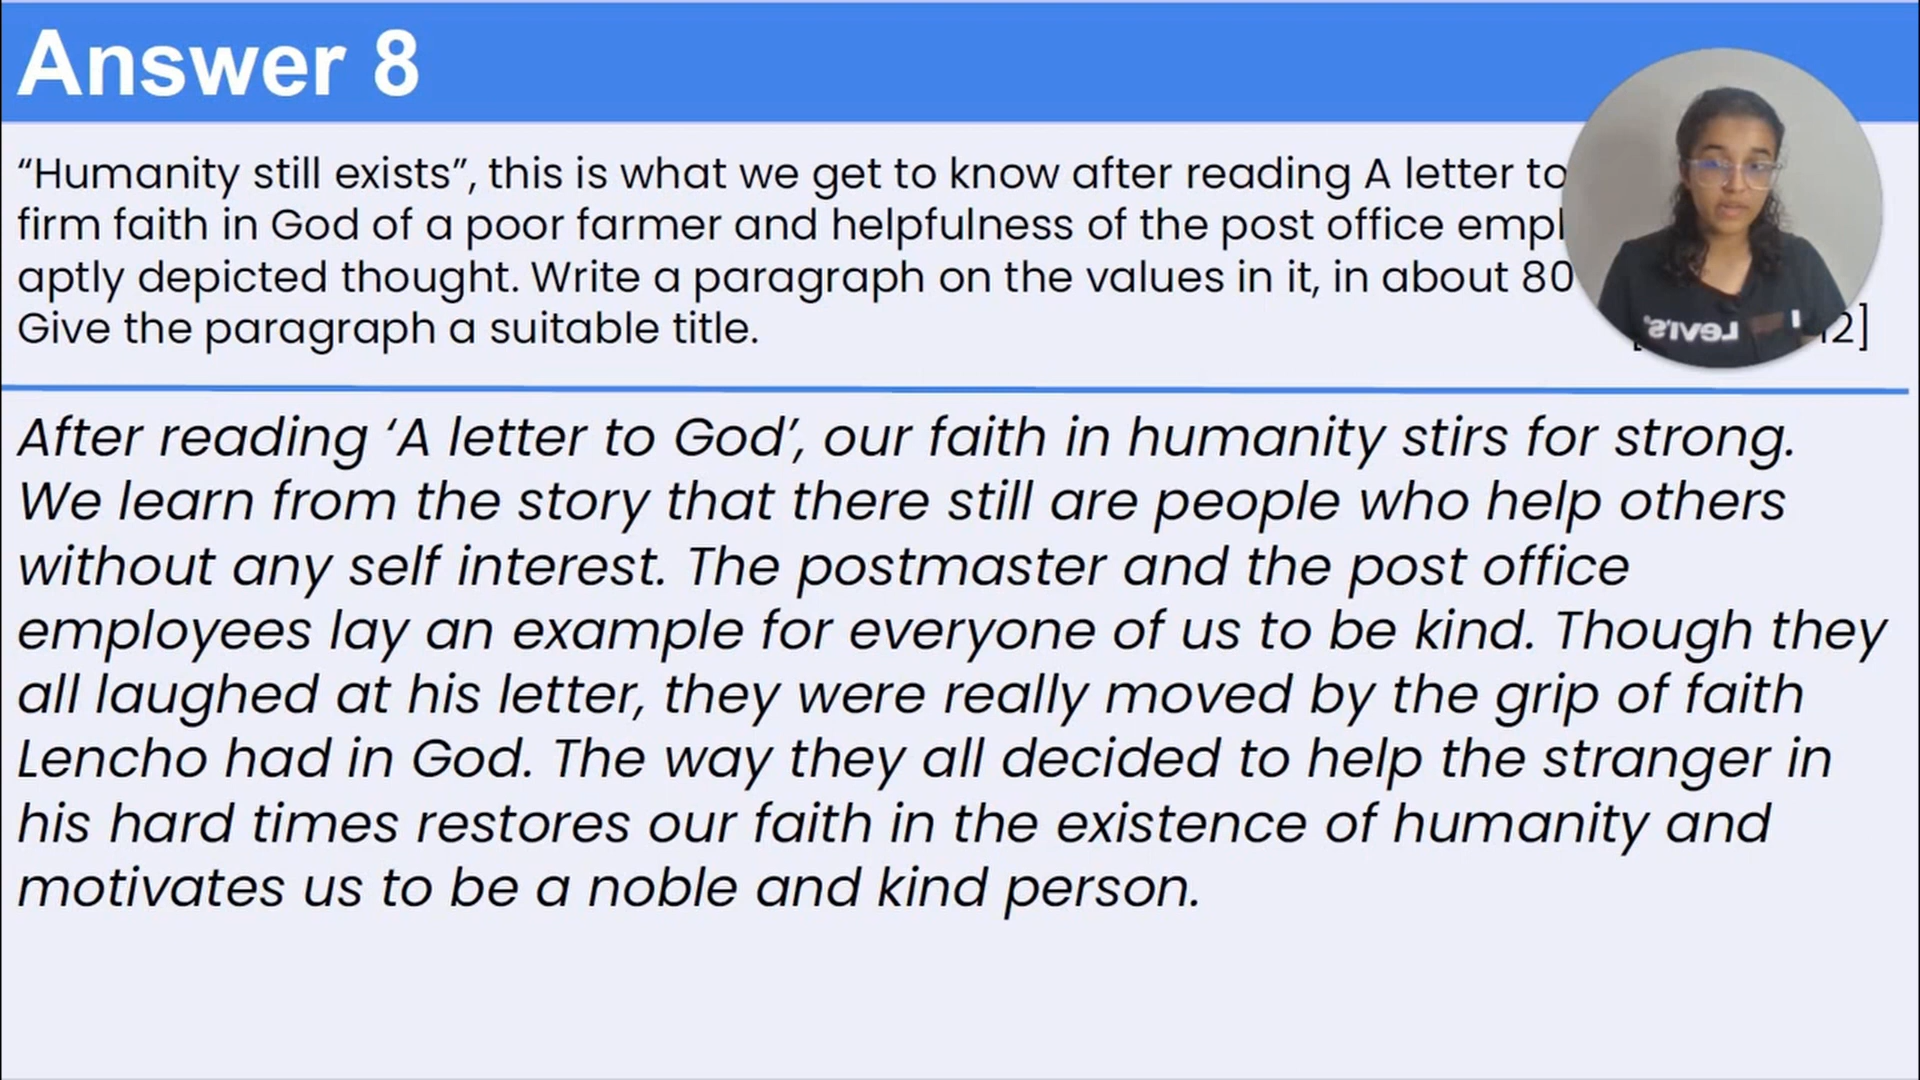 Answer 8
“Humanity still exists”, this is what we get to know after reading A letter to
firm faith in God of a poor farmer and helpfulness of the post office empl
aptly depicted thought. Write a paragraph on the values in it, in about 80
Give the paragraph a suitable title.
12]
LEVI'S
After reading ‘A letter to God’, our faith in humanity stirs for strong.
We learn from the story that there still are people who help others
without any self interest. The postmaster and the post office
employees lay an example for everyone of us to be kind. Though they
all laughed at his letter, they were really moved by the grip of faith
Lencho had in God. The way they all decided to help the stranger in
his hard times restores our faith in the existence of humanity and
motivates us to be a noble and kind person.